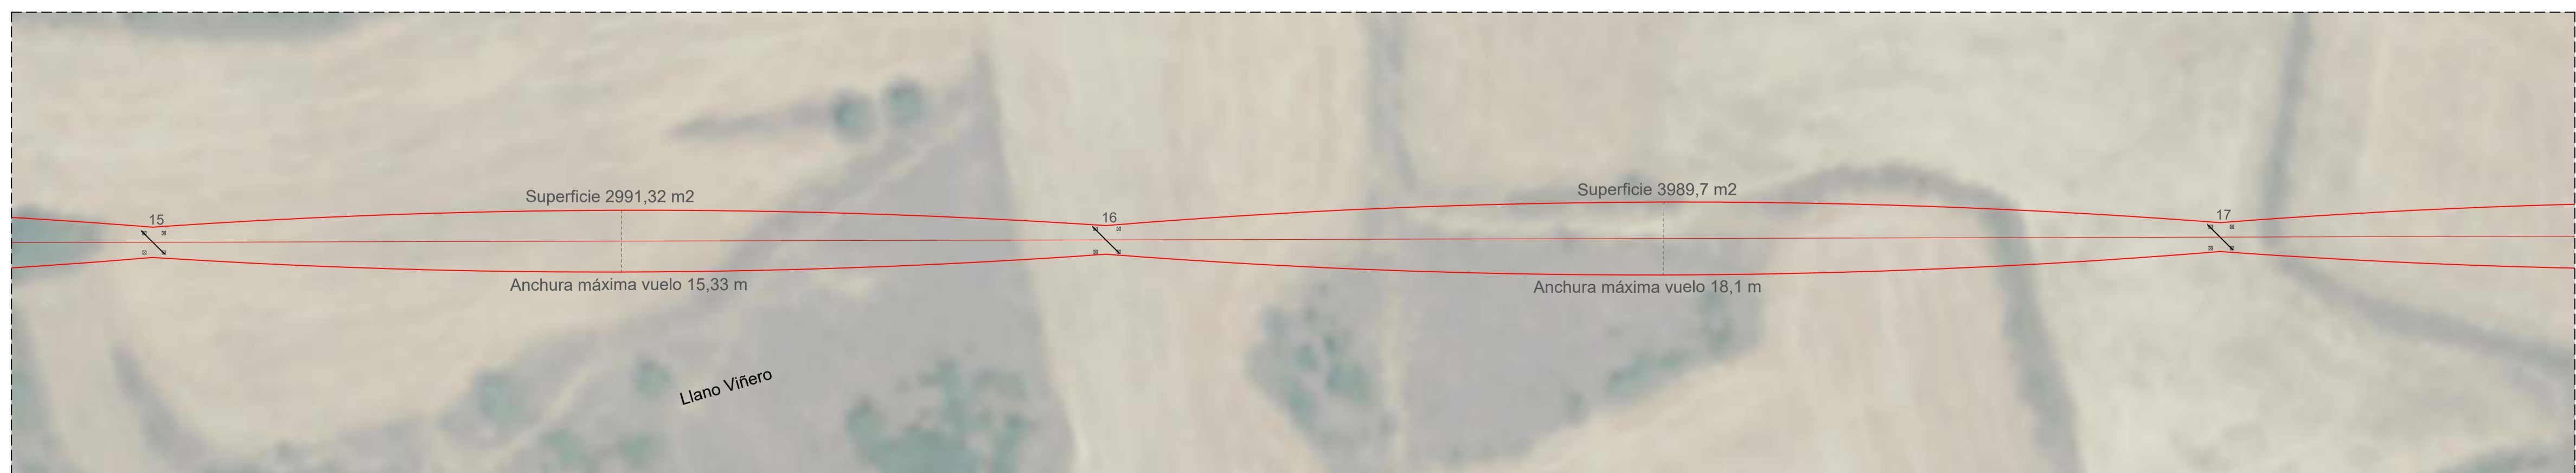 Superficie 2991,32 m2
Superficie 3989,7 m2
15
16
17
Anchura máxima vuelo 15,33 m
Anchura máxima vuelo 18,1 m
Llano Viñero